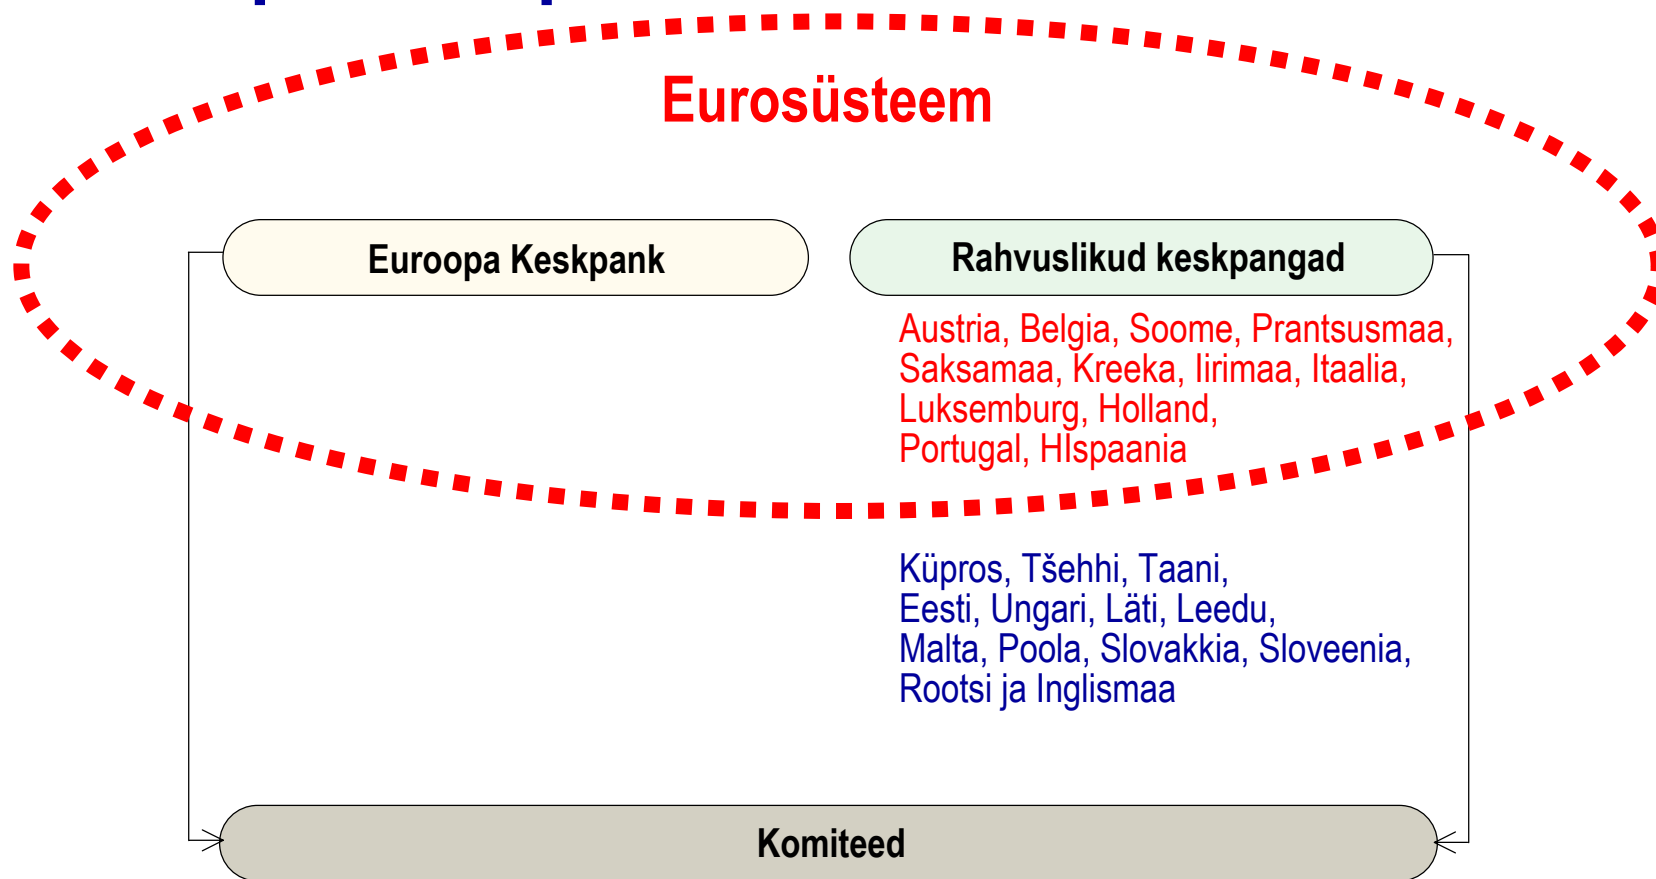 Eurosüsteem
Euroopa Keskpank
Rahvuslikud keskpangad
Austria, Belgia, Soome, Prantsusmaa,
Saksamaa, Kreeka, Iirimaa, Itaalia,
Luksemburg, Holland,
Portugal, HIspaania
Küpros, Tšehhi, Taani,
Eesti, Ungari, Läti, Leedu,
Malta, Poola, Slovakkia, Sloveenia,
Rootsi ja Inglismaa
Komiteed